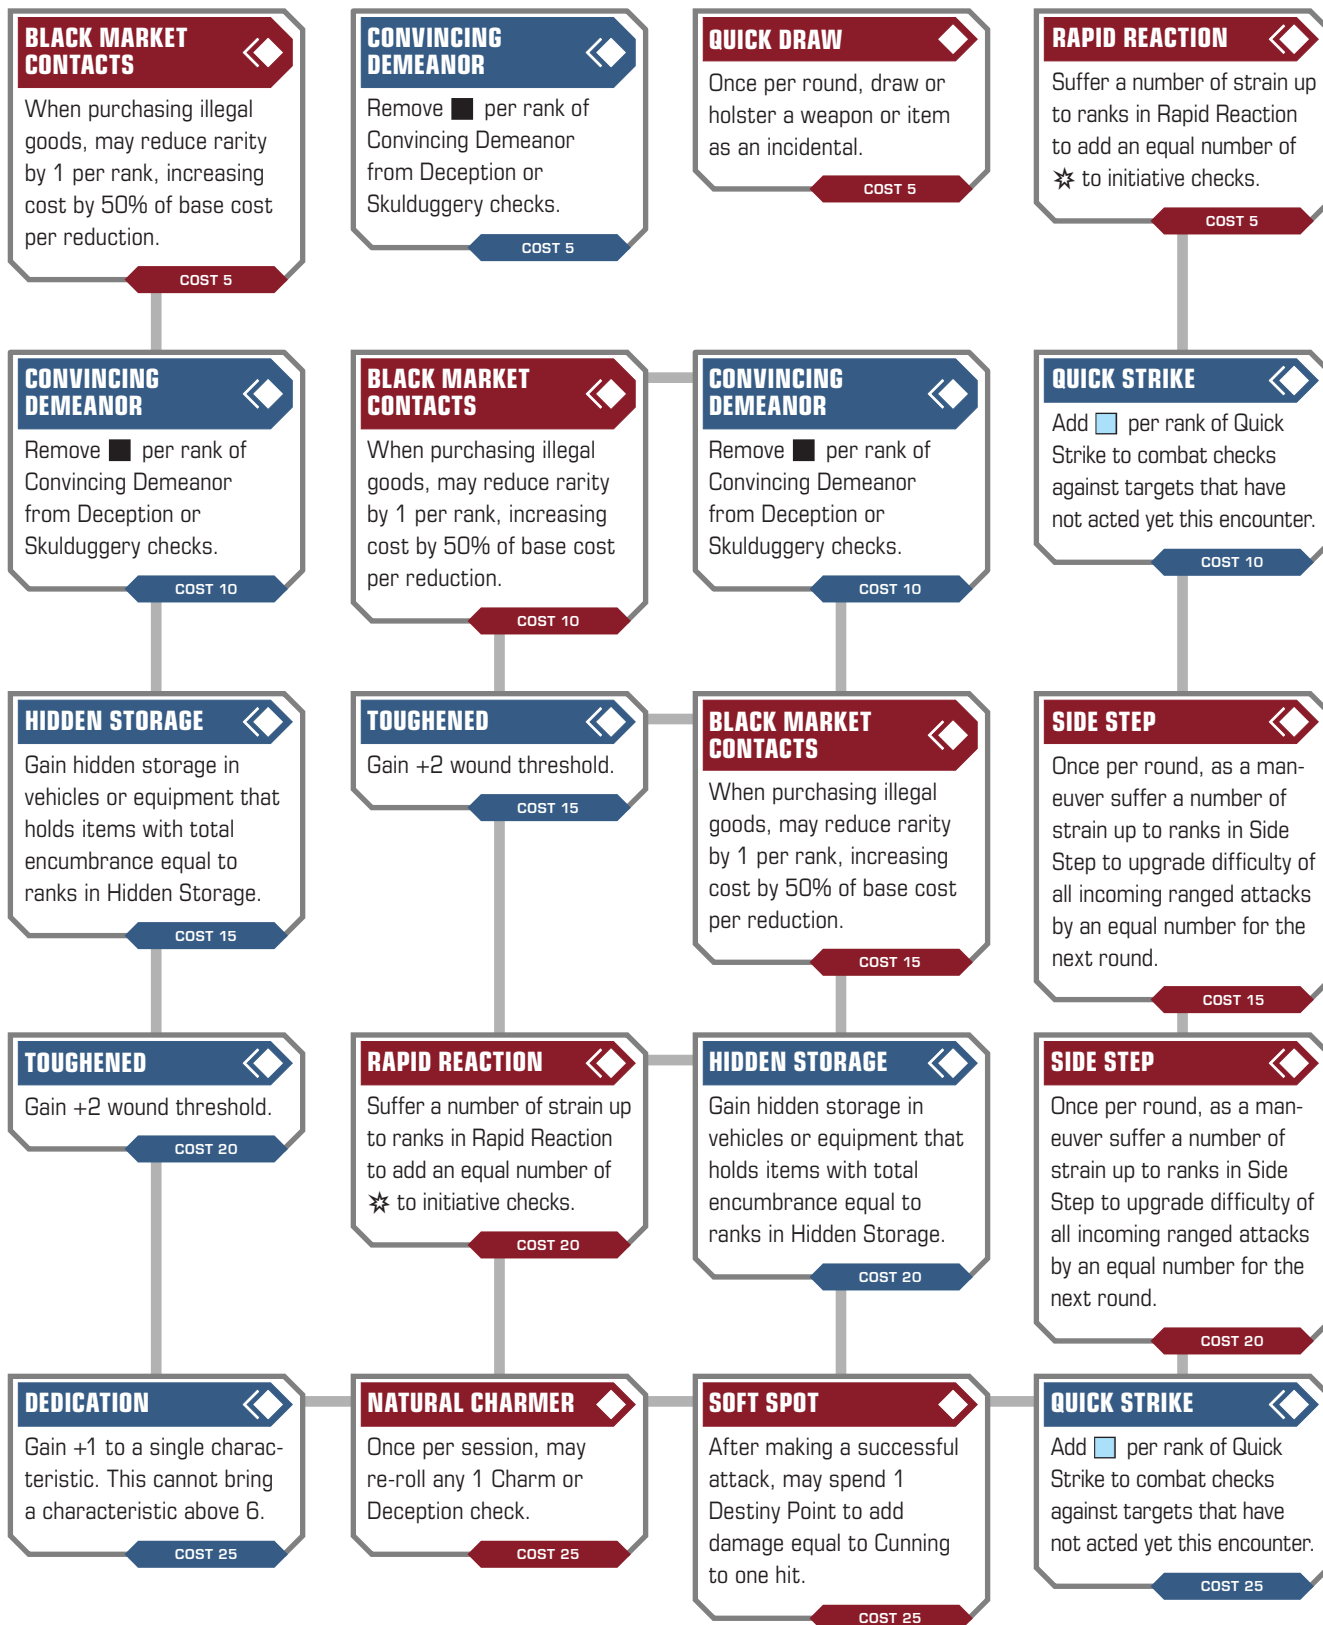 BLACK MARKET
CONTACTS
When purchasing illegal
goods, may reduce rarity
by 1 per rank, increasing
cost by 50% of base cost
per reduction.
COST 5
CONVINCING
DEMEANOR
Remove per rank of
Convincing Demeanor
from Deception or
Skulduggery checks.
COST 5
QUICK DRAW
Once per round, draw or
holster a weapon or item
as an incidental.
COST 5
RAPID REACTION
Suffer a number of strain up
to ranks in Rapid Reaction
to add an equal number of
to initiative checks.
COST 5
CONVINCING
DEMEANOR
Remove per rank of
Convincing Demeanor
from Deception or
Skulduggery checks.
COST 10
BLACK MARKET
CONTACTS
When purchasing illegal
goods, may reduce rarity
by 1 per rank, increasing
cost by 50% of base cost
per reduction.
COST 10
CONVINCING
DEMEANOR
Remove per rank of
Convincing Demeanor
from Deception or
Skulduggery checks.
COST 10
QUICK STRIKE
Add per rank of Quick
Strike to combat checks
against targets that have
not acted yet this encounter.
COST 10
HIDDEN STORAGE
Gain hidden storage in
vehicles or equipment that
holds items with total
encumbrance equal to
ranks in Hidden Storage.
COST 15
TOUGHENED
Gain +2 wound threshold.
COST 15
BLACK MARKET
CONTACTS
When purchasing illegal
goods, may reduce rarity
by 1 per rank, increasing
cost by 50% of base cost
per reduction.
COST 15
SIDE STEP
Once per round, as a man-
euver suffer a number of
strain up to ranks in Side
Step to upgrade difficulty of
all incoming ranged attacks
by an equal number for the
next round.
COST 15
TOUGHENED
Gain +2 wound threshold.
COST 20
RAPID REACTION
Suffer a number of strain up
to ranks in Rapid Reaction
to add an equal number of
to initiative checks.
COST 20
HIDDEN STORAGE
Gain hidden storage in
vehicles or equipment that
holds items with total
encumbrance equal to
ranks in Hidden Storage.
COST 20
SIDE STEP
Once per round, as a man-
euver suffer a number of
strain up to ranks in Side
Step to upgrade difficulty of
all incoming ranged attacks
by an equal number for the
next round.
COST 20
DEDICATION
Gain +1 to a single charac-
teristic. This cannot bring
a characteristic above 6.
COST 25
NATURAL CHARMER
Once per session, may
re-roll any 1 Charm or
Deception check.
COST 25
SOFT SPOT
After making a successful
attack, may spend 1
Destiny Point to add
damage equal to Cunning
to one hit.
COST 25
QUICK STRIKE
Add per rank of Quick
Strike to combat checks
against targets that have
not acted yet this encounter.
COST 25